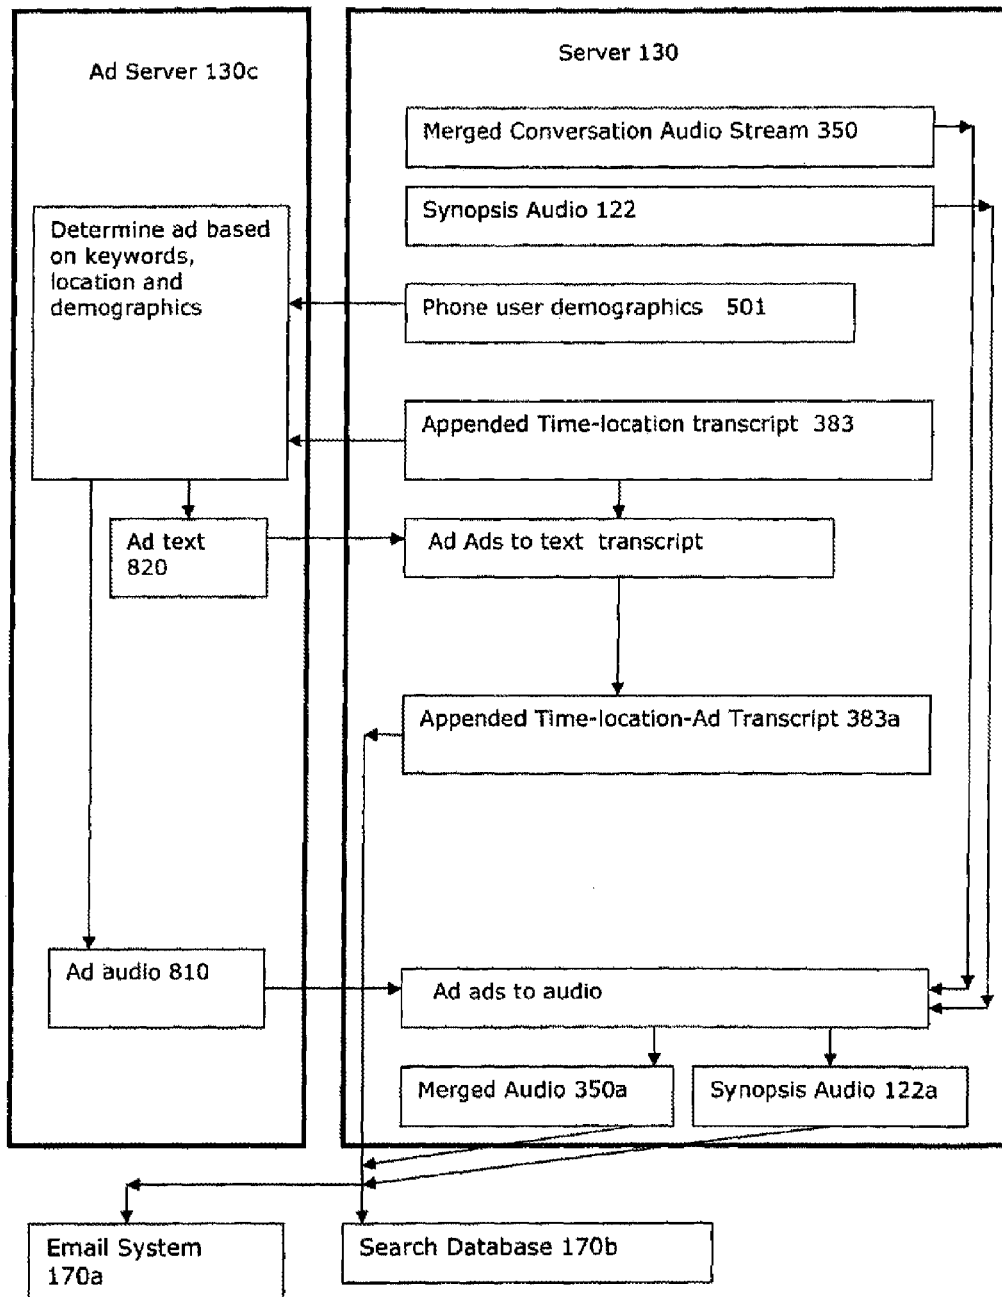 Ad Server 130c
Server 130
Merged Conversation Audio Stream 350
Synopsis Audio 122
Determine ad based
on keywords,
location and
demographics
Phone user demographics 501
Appended Time-location transcript 383
Ad text
820
Ad Ads to text transcript
Appended Time-location-Ad Transcript 383a
Ad audio 810
Ad ads to audio
Merged Audio 350a
Synopsis Audio 122a
Email System
170a
Search Database 170b